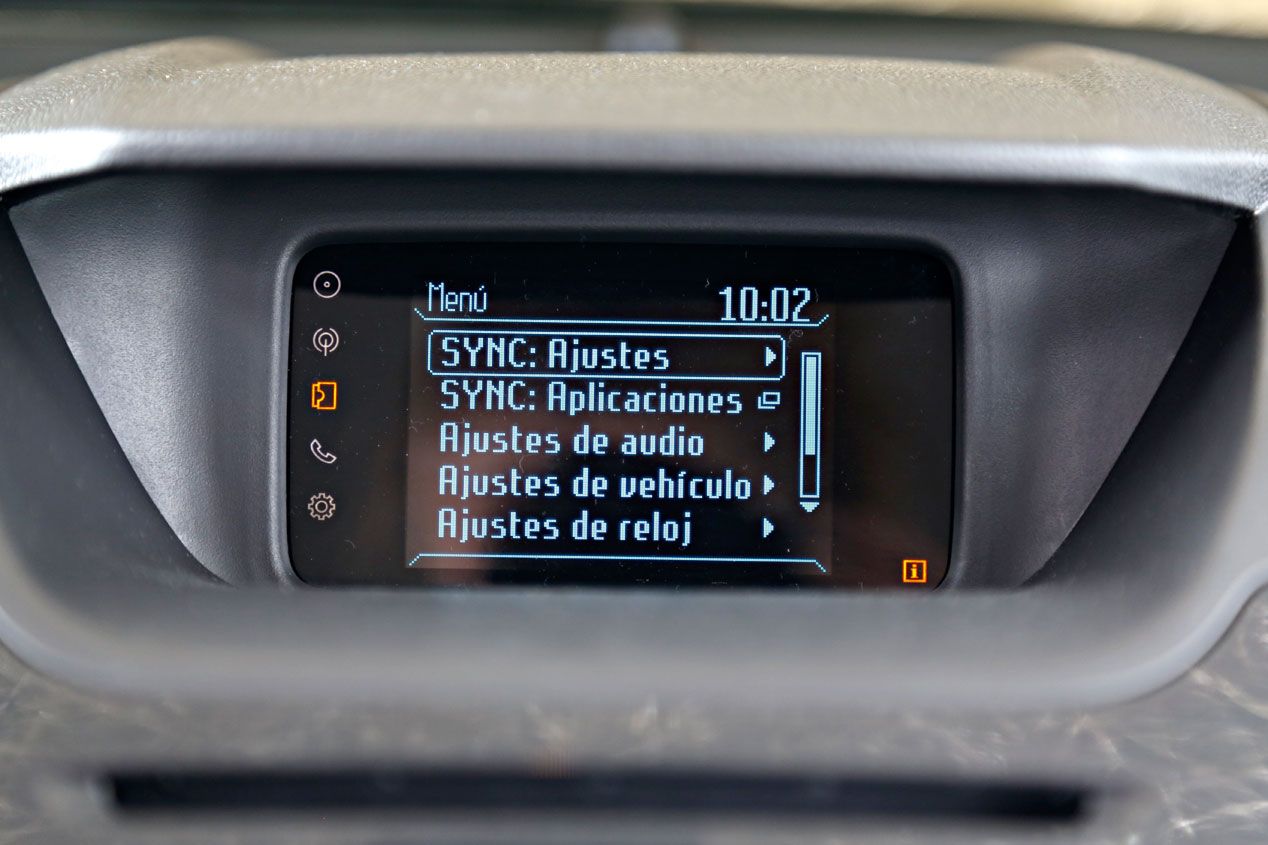 Menú 10:02
SYNC: Ajustes
SYNC: Aplicaciones
Ajustes de audio
Ajustes de vehículo
Ajustes de reloj
i